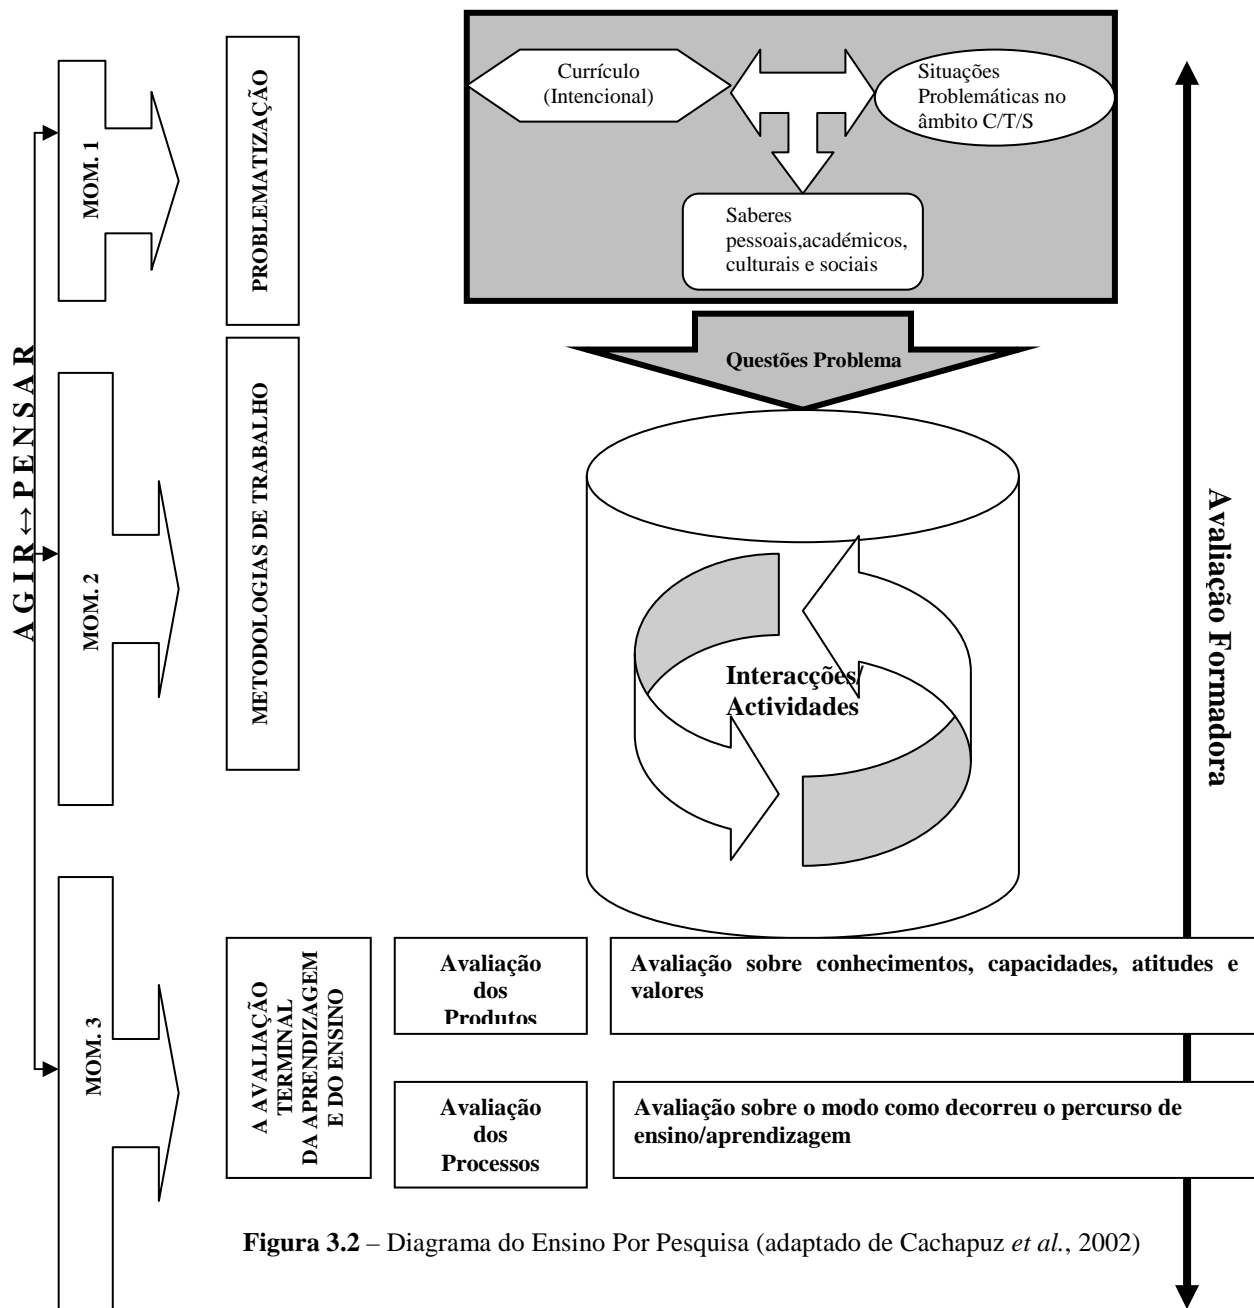 AGIR↔PENSAR
MOM. 1
PROBLEMATIZAÇÃO
Currículo
(Intencional)
Situações
Problemáticas no
âmbito C/T/S
Saberes
pessoais,académicos,
culturais e sociais
Questões Problema
MOM. 2
METODOLOGIAS DE TRABALHO
Interacções/
Actividades
Avaliação Formadora
MOM. 3
A AVALIAÇÃO
TERMINAL
DA APRENDIZAGEM
E DO ENSINO
Avaliação
dos
Produtos
Avaliação sobre conhecimentos, capacidades, atitudes e
valores
Avaliação
dos
Processos
Avaliação sobre o modo como decorreu o percurso de
ensino/aprendizagem
Figura 3.2 – Diagrama do Ensino Por Pesquisa (adaptado de Cachapuz et al., 2002)